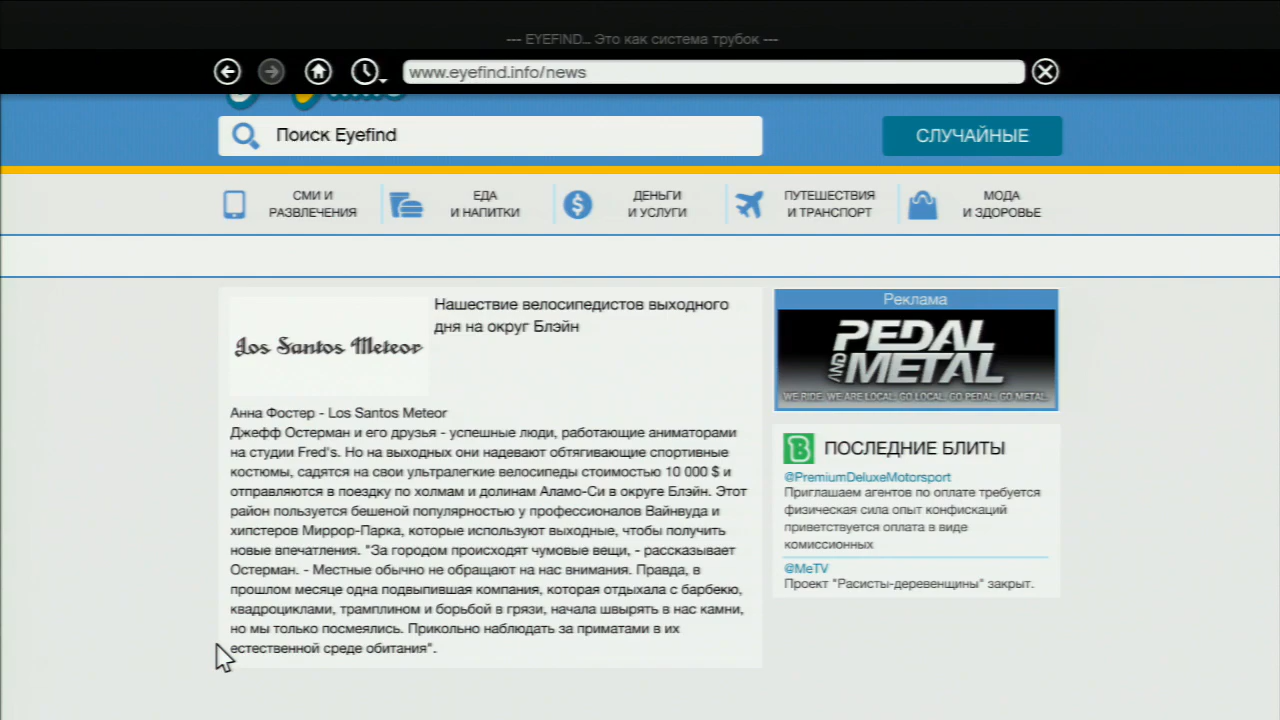 --- EYEFIND... Это как система трубок ---
www.eyefind.info/news
Поиск Eyefind
СЛУЧАЙНЫЕ
СМИ И
РАЗВЛЕЧЕНИЯ
ЕДА
И НАПИТКИ
ДЕНЬГИ
И УСЛУГИ
ПУТЕШЕСТВИЯ
И ТРАНСПОРТ
МОДА
И ЗДОРОВЬЕ
Los Santos Meteor
Нашествие велосипедистов выходного
дня на округ Блэйн
Анна Фостер - Los Santos Meteor
Джефф Остерман и его друзья - успешные люди, работающие аниматорами
на студии Fred's. Но на выходных они надевают обтягивающие спортивные
костюмы, садятся на свои ультралегкие велосипеды стоимостью 10 000 $ и
отправляются в поездку по холмам и долинам Аламо-Си в округе Блэйн. Этот
район пользуется бешеной популярностью у профессионалов Вайнвуда и
хипстеров Миррор-Парка, которые используют выходные, чтобы получить
новые впечатления. "За городом происходят чумовые вещи, - рассказывает
Остерман. - Местные обычно не обращают на нас внимания. Правда, в
прошлом месяце одна подвыпившая компания, которая отдыхала с барбекю,
квадроциклами, трамплином и борьбой в грязи, начала швырять в нас камни,
но мы только посмеялись. Прикольно наблюдать за приматами в их
естественной среде обитания".
Реклама
PEDAL
AND METAL
WE RIDE. WE ARE LOCAL. GO LOCAL. GO PEDAL. GO METAL.
ПОСЛЕДНИЕ БЛИТЫ
@PremiumDeluxeMotorsport
Приглашаем агентов по оплате требуется
физическая сила опыт конфискаций
приветствуется оплата в виде
комиссионных
@MeTV
Проект "Расисты-деревенщины" закрыт.